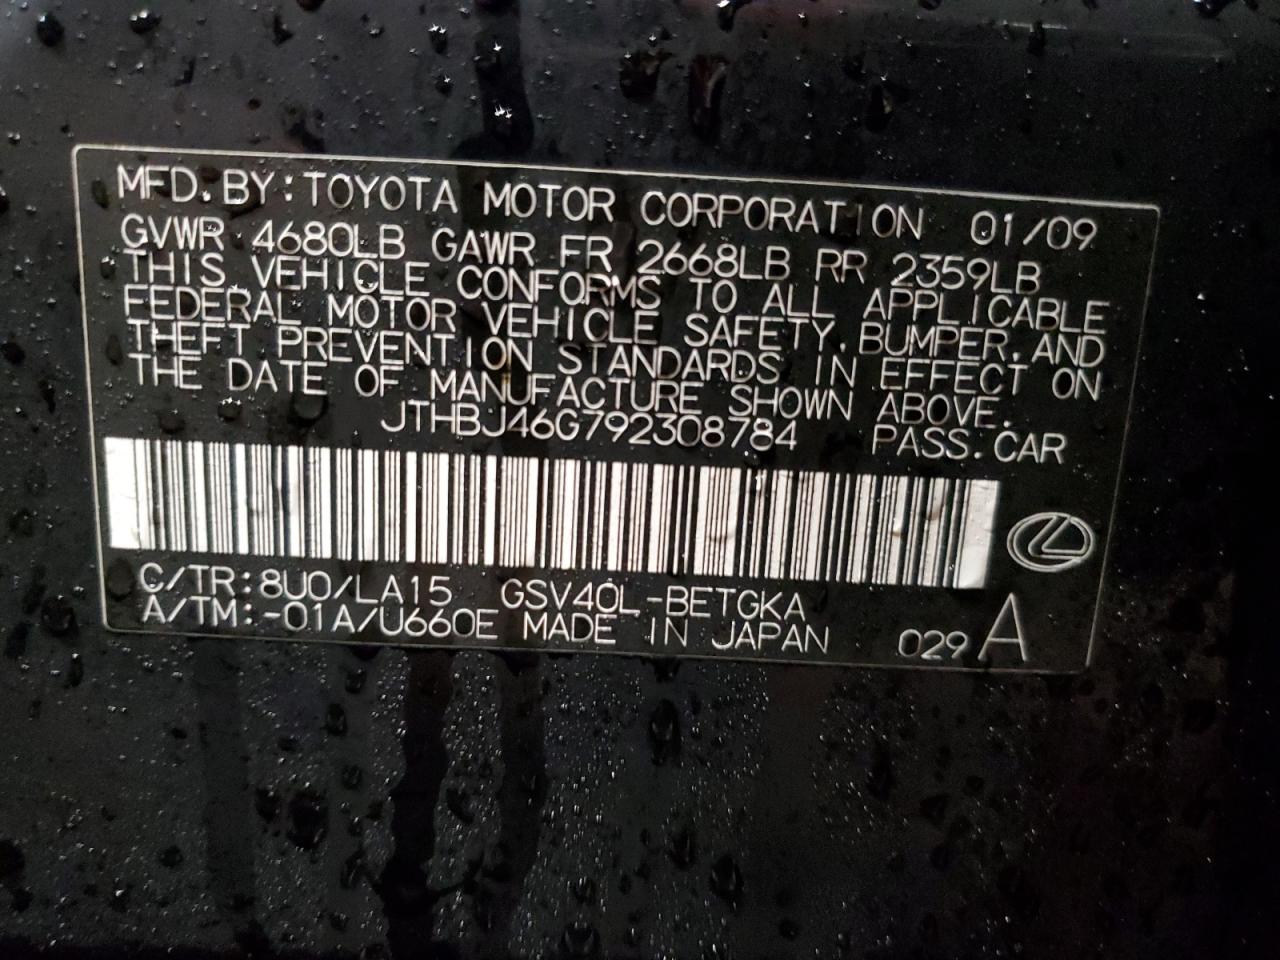 MFD.BY:TOYOTA MOTOR CORPORATION 01/09
GVWR 4680LB GAWR FR 2668LB RR 2359LB
THIS VEHICLE CONFORMS TO ALL APPLICABLE
FEDERAL MOTOR VEHICLE SAFETY, BUMPER, AND
THEFT PREVENTION STANDARDS IN EFFECT ON
THE DATE OF MANUFACTURE SHOWN ABOVE.
JTHBJ46G792308784 PASS.CAR
C/TR:8U0/LA15 GSV40L-BETGKA
A/TM:-01A/U660E MADE IN JAPAN 029 A